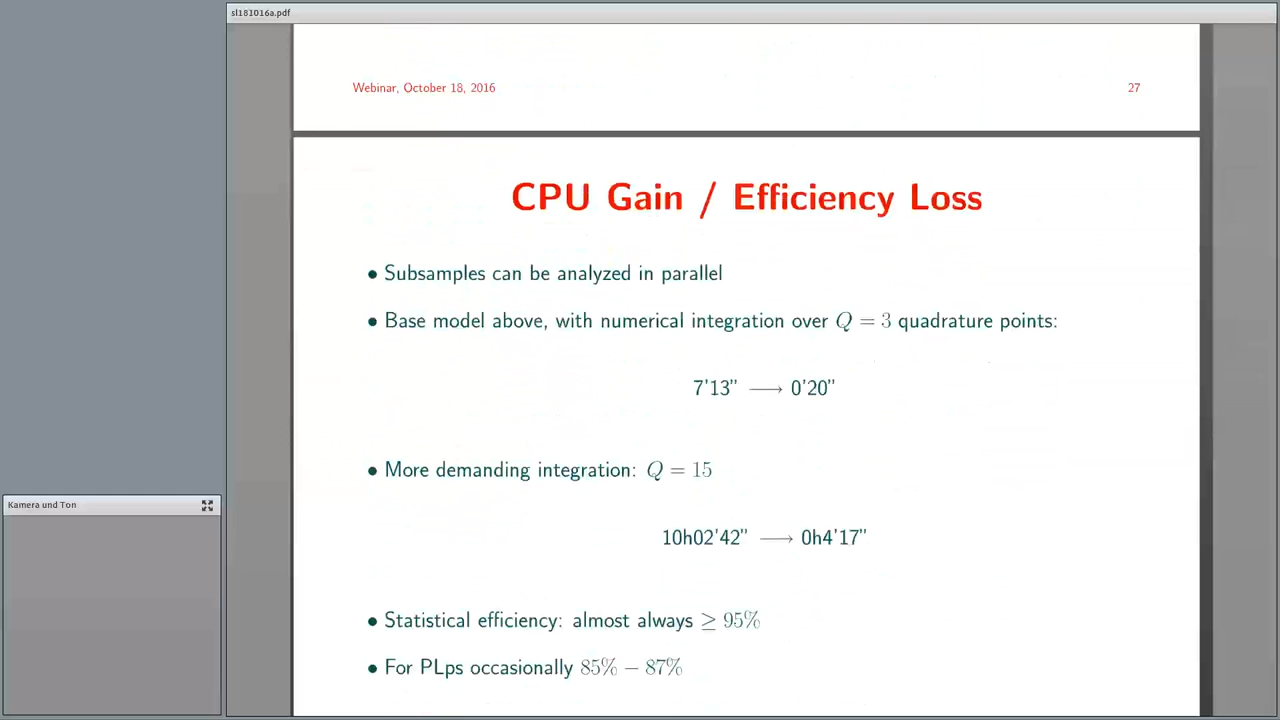 sl181016a.pdf
Webinar, October 18, 2016
27
CPU Gain / Efficiency Loss
• Subsamples can be analyzed in parallel
• Base model above, with numerical integration over Q = 3 quadrature points:
7'13" ⟶ 0'20"
• More demanding integration: Q = 15
10h02'42" ⟶ 0h4'17"
Kamera und Ton
• Statistical efficiency: almost always ≥ 95%
• For PLps occasionally 85% − 87%